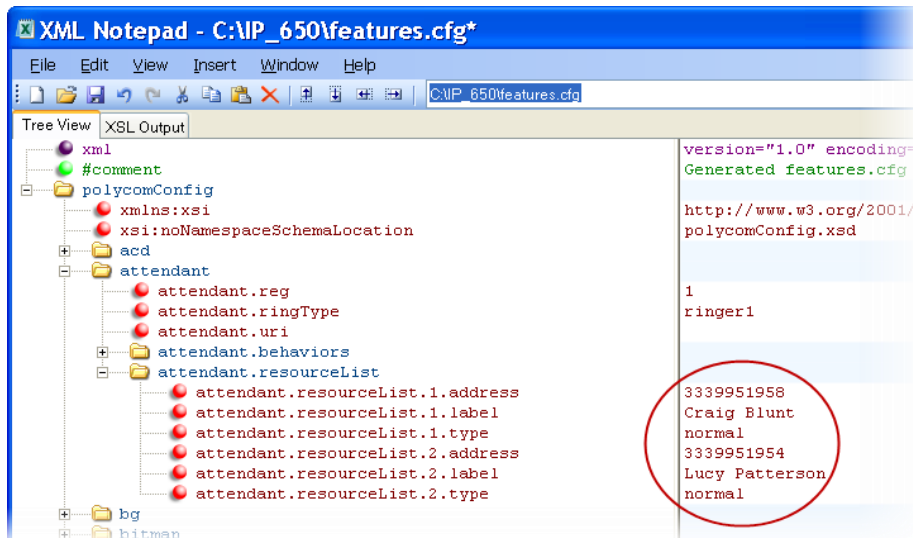 XML Notepad - C:\IP_650\features.cfg*
File Edit View Insert Window Help
C:\IP_650\features.cfg
Tree View XSL Output
xml version="1.0" encoding=
#comment Generated features.cfg
polycomConfig
xmlns:xsi http://www.w3.org/2001/
xsi:noNamespaceSchemaLocation polycomConfig.xsd
acd
attendant
attendant.reg 1
attendant.ringType ringer1
attendant.uri
attendant.behaviors
attendant.resourceList
attendant.resourceList.1.address 3339951958
attendant.resourceList.1.label Craig Blunt
attendant.resourceList.1.type normal
attendant.resourceList.2.address 3339951954
attendant.resourceList.2.label Lucy Patterson
attendant.resourceList.2.type normal
bg
bitmap